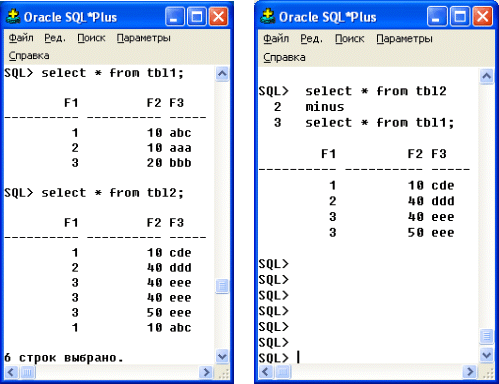 Oracle SQL*Plus
Файл Ред. Поиск Параметры
Справка
SQL> select * from tbl1;
F1 F2 F3
---------- ---------- -----
1 10 abc
2 10 aaa
3 20 bbb
SQL> select * from tbl2;
F1 F2 F3
---------- ---------- -----
1 10 cde
2 40 ddd
3 40 eee
3 40 eee
3 50 eee
1 10 abc
6 строк выбрано.
Oracle SQL*Plus
Файл Ред. Поиск Параметры
Справка
SQL> select * from tbl2
2 minus
3 select * from tbl1;
F1 F2 F3
---------- ---------- -----
1 10 cde
2 40 ddd
3 40 eee
3 50 eee
SQL>
SQL>
SQL>
SQL>
SQL>
SQL>
SQL>